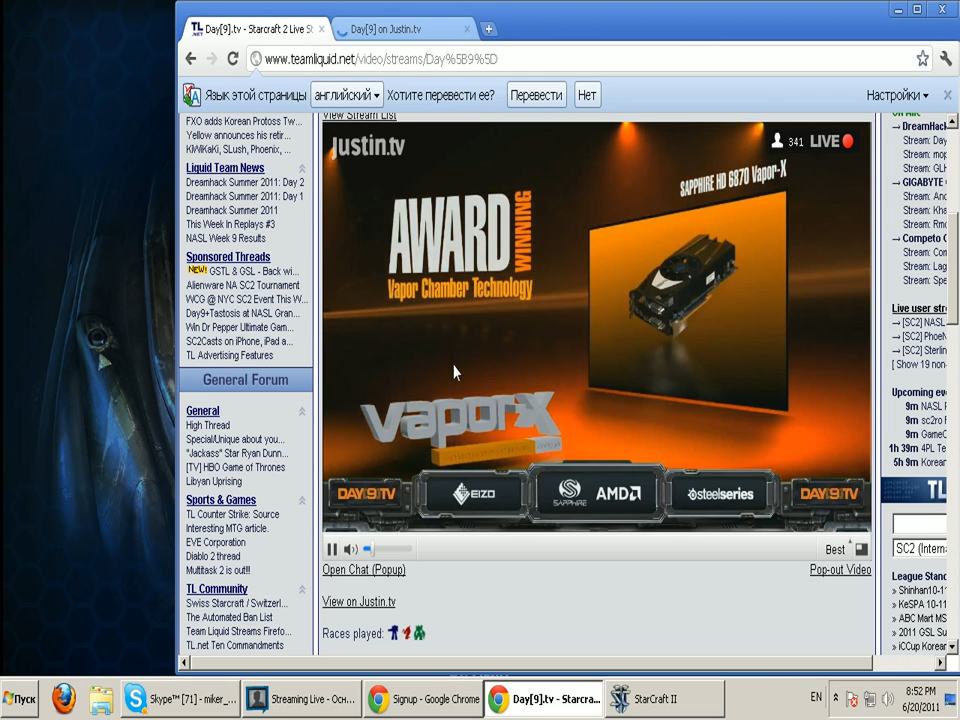 Day[9].tv - Starcraft 2 Live St
Day[9] on Justin.tv
www.teamliquid.net/video/streams/Day%5B9%5D
Язык этой страницы
английский
Хотите перевести ее?
Перевести
Нет
Настройки
View Stream List
FXO adds Korean Protoss Tw...
Yellow announces his retir...
KiWiKaKi, SLush, Phoenix, ...
Liquid Team News
Dreamhack Summer 2011: Day 2
Dreamhack Summer 2011: Day 1
Dreamhack Summer 2011
This Week In Replays #3
NASL Week 9 Results
Sponsored Threads
NEW! GSTL & GSL - Back wi...
Alienware NA SC2 Tournament
WCG @ NYC SC2 Event This W...
Day9+Tastosis at NASL Gran...
Win Dr Pepper Ultimate Gam...
SC2Casts on iPhone, iPad a...
TL Advertising Features
General Forum
General
High Thread
Special/Unique about you...
"Jackass" Star Ryan Dunn...
[TV] HBO Game of Thrones
Libyan Uprising
Sports & Games
TL Counter Strike: Source
Interesting MTG article.
EVE Corporation
Diablo 2 thread
Multitask 2 is out!!!
TL Community
Swiss Starcraft / Switzerl...
The Automated Ban List
Team Liquid Streams Firefo...
TL.net Ten Commandments
Justin.tv
341 LIVE
SAPPHIRE HD 6870 Vapor-X
AWARD
WINNING
Vapor Chamber Technology
vaporX
DAY[9]TV
EIZO
SAPPHIRE
AMD
steelseries
DAY[9]TV
Best
Open Chat (Popup)
Pop-out Video
View on Justin.tv
Races played:
DreamHack
Stream: Day
Stream: mop
Stream: GLH
GIGABYTE
Stream: And
Stream: Kha
Stream: Rmo
Competo C
Stream: Con
Stream: Lag
Stream: Spe
Live user stre
[SC2] NASL
[SC2] PhoeN
[SC2] Sterlin
[ Show 19 non-
Upcoming eve
9m NASL F
9m sc2ro F
9m GameC
1h 39m 4PL Te
5h 9m Korean
TL
SC2 (Interna
League Stand
» Shinhan10-11
» KeSPA 10-11
» ABC Mart MS
» 2011 GSL Su
» iCCup Korean
Пуск
Skype™ [71] - miker_...
Streaming Live - Осн...
Signup - Google Chrome
Day[9].tv - Starcra...
StarCraft II
EN
8:52 PM
6/20/2011